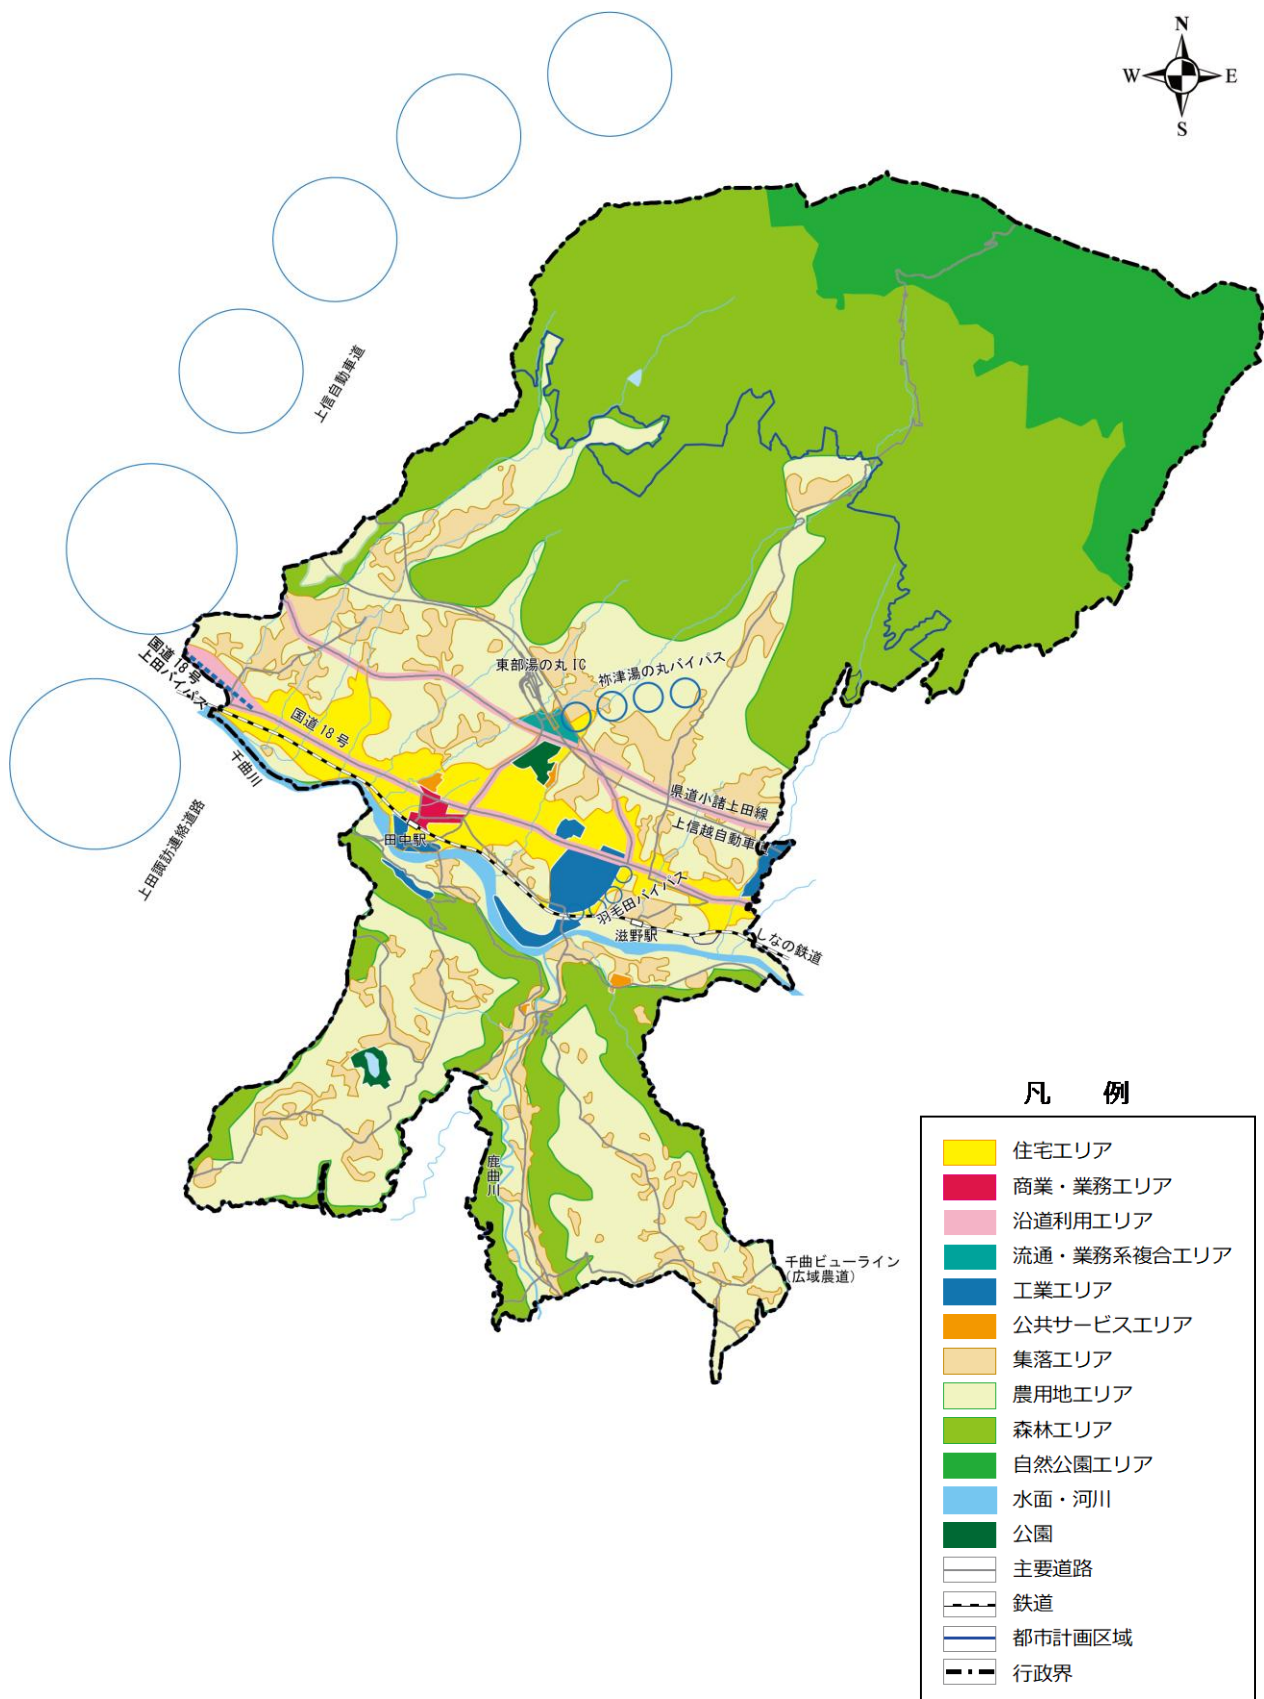 N
W
E
S
上信自動車道
国道18号
上田バイパス
東部湯の丸IC
祢津湯の丸バイパス
国道18号
千曲川
県道小諸上田線
上信越自動車道
田中駅
上田諏訪連絡道路
羽毛田バイパス
滋野駅
しなの鉄道
鹿曲川
千曲ビューライン
(広域農道)
凡 例
住宅エリア
商業・業務エリア
沿道利用エリア
流通・業務系複合エリア
工業エリア
公共サービスエリア
集落エリア
農用地エリア
森林エリア
自然公園エリア
水面・河川
公園
主要道路
鉄道
都市計画区域
行政界